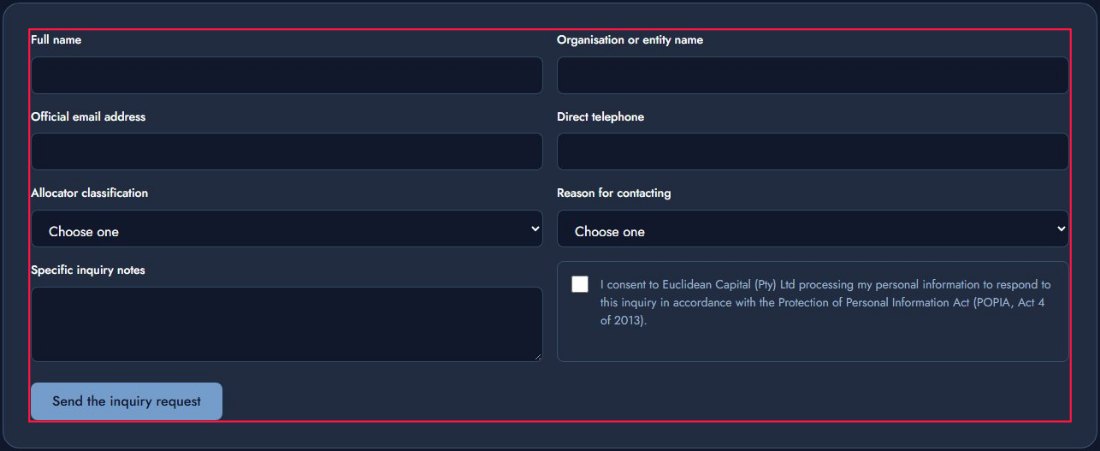 Full name
Organisation or entity name
Official email address
Direct telephone
Allocator classification
Reason for contacting
Choose one
Choose one
Specific inquiry notes
I consent to Euclidean Capital (Pty) Ltd processing my personal information to respond to
this inquiry in accordance with the Protection of Personal Information Act (POPIA, Act 4
of 2013).
Send the inquiry request